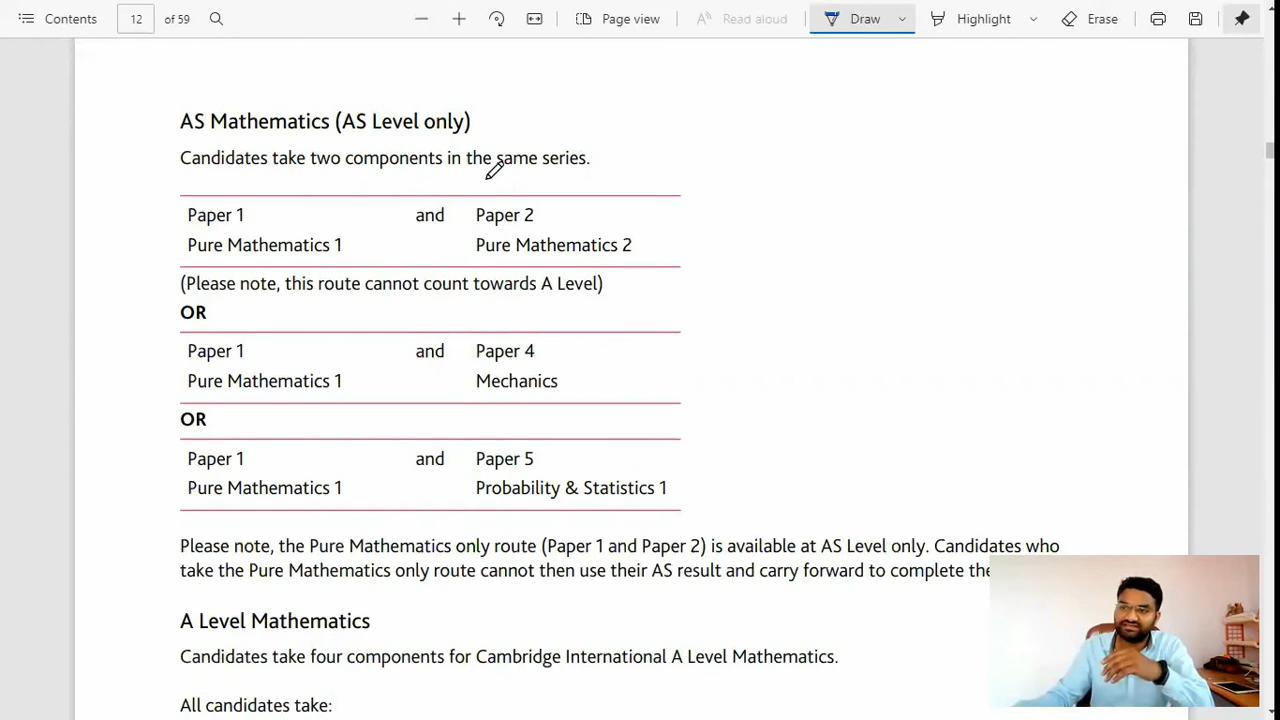 Contents
12
of 59
Page view
Read aloud
Draw
Highlight
Erase
AS Mathematics (AS Level only)
Candidates take two components in the same series.
Paper 1 and Paper 2
Pure Mathematics 1 Pure Mathematics 2
(Please note, this route cannot count towards A Level)
OR
Paper 1 and Paper 4
Pure Mathematics 1 Mechanics
OR
Paper 1 and Paper 5
Pure Mathematics 1 Probability & Statistics 1
Please note, the Pure Mathematics only route (Paper 1 and Paper 2) is available at AS Level only. Candidates who
take the Pure Mathematics only route cannot then use their AS result and carry forward to complete the
A Level Mathematics
Candidates take four components for Cambridge International A Level Mathematics.
All candidates take: